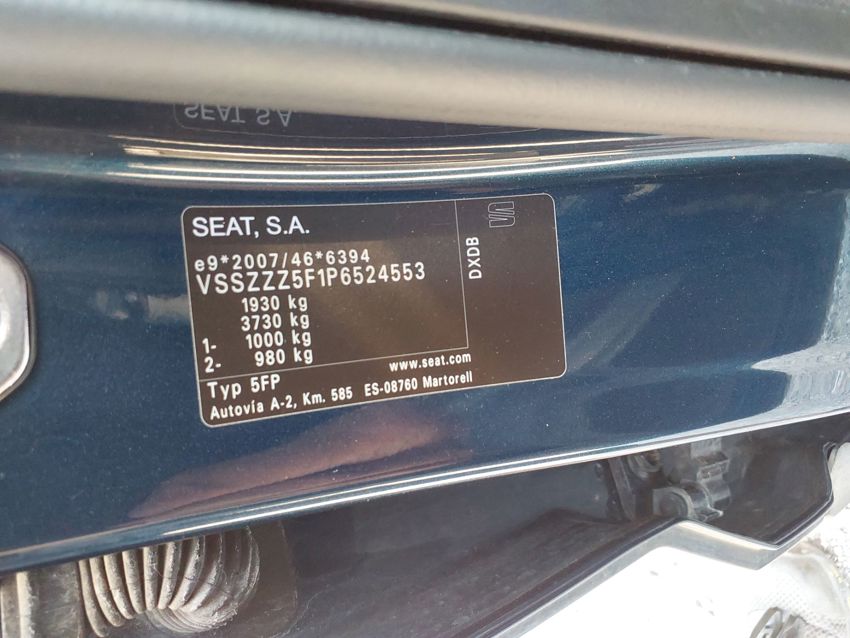 SEAT, S.A.
SEAT, S.A.
e9*2007/46*6394
VSSZZZ5F1P6524553
1930 kg
3730 kg
1- 1000 kg
2- 980 kg
DXDB
Typ 5FP www.seat.com
Autovía A-2, Km. 585 ES-08760 Martorell